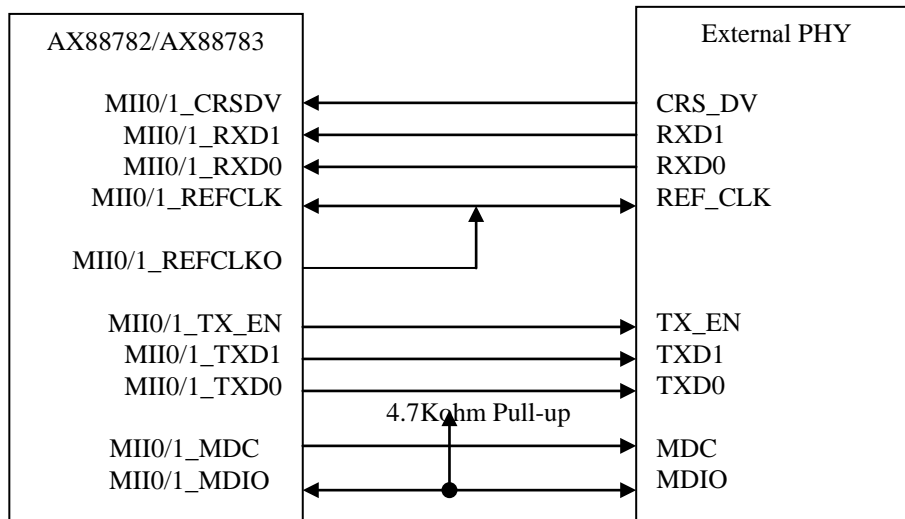 AX88782/AX88783
External PHY
MII0/1_CRSDV
CRS_DV
MII0/1_RXD1
RXD1
MII0/1_RXD0
RXD0
MII0/1_REFCLK
REF_CLK
MII0/1_REFCLKO
MII0/1_TX_EN
TX_EN
MII0/1_TXD1
TXD1
MII0/1_TXD0
TXD0
4.7Kohm Pull-up
MII0/1_MDC
MDC
MII0/1_MDIO
MDIO